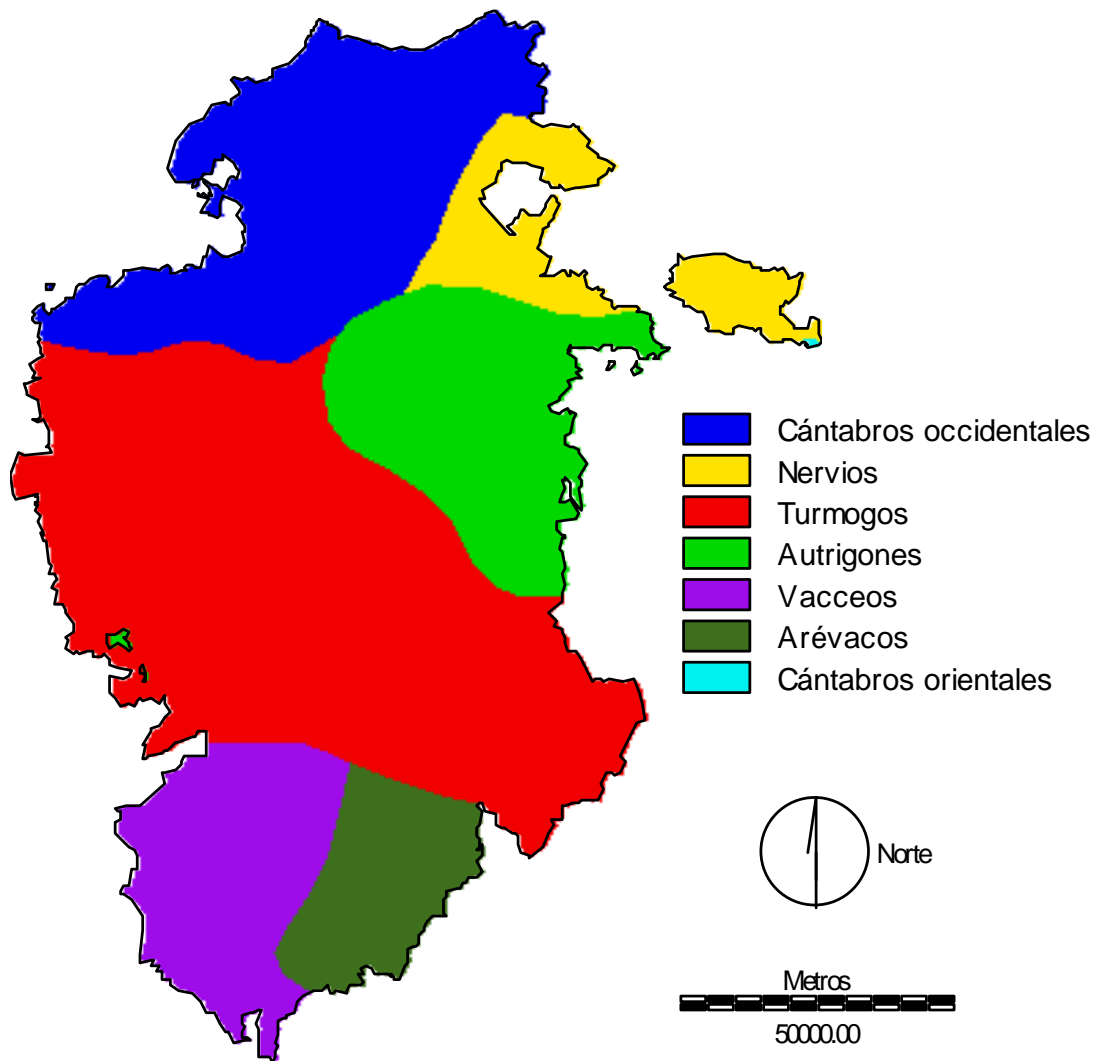 Cántabros occidentales
Nervios
Turmogos
Autrigones
Vacceos
Arévacos
Cántabros orientales
Norte
Metros
50000.00